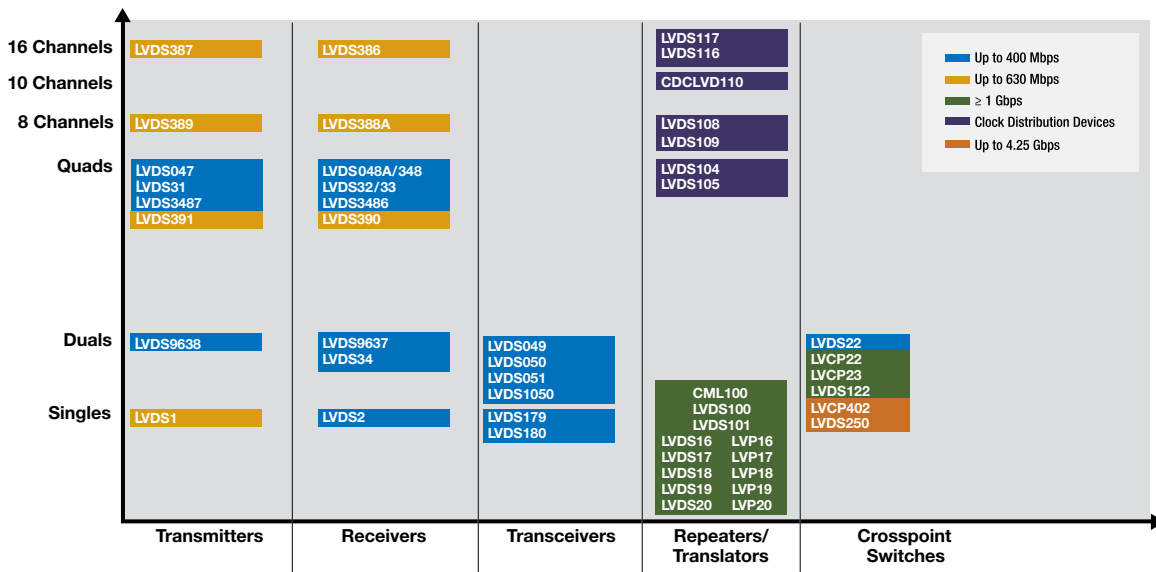 16 Channels
10 Channels
8 Channels
Quads
Duals
Singles
LVDS387
LVDS389
LVDS047
LVDS31
LVDS3487
LVDS391
LVDS9638
LVDS1
LVDS386
LVDS388A
LVDS048A/348
LVDS32/33
LVDS3486
LVDS390
LVDS9637
LVDS34
LVDS2
LVDS049
LVDS050
LVDS051
LVDS1050
LVDS179
LVDS180
LVDS117
LVDS116
CDCLVD110
LVDS108
LVDS109
LVDS104
LVDS105
CML100
LVDS100
LVDS101
LVDS16 LVP16
LVDS17 LVP17
LVDS18 LVP18
LVDS19 LVP19
LVDS20 LVP20
LVDS22
LVCP22
LVCP23
LVDS122
LVCP402
LVDS250
Up to 400 Mbps
Up to 630 Mbps
≥ 1 Gbps
Clock Distribution Devices
Up to 4.25 Gbps
Transmitters
Receivers
Transceivers
Repeaters/
Translators
Crosspoint
Switches